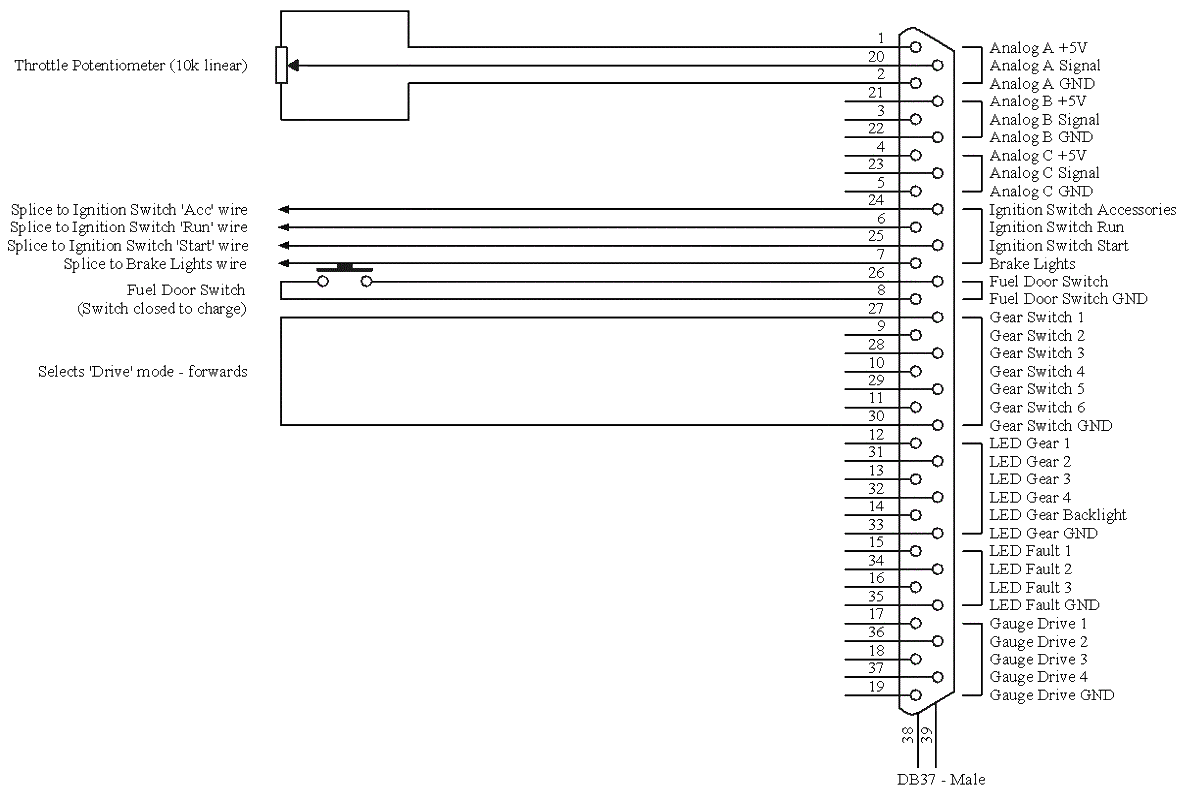 Throttle Potentiometer (10k linear)
Splice to Ignition Switch 'Acc' wire
Splice to Ignition Switch 'Run' wire
Splice to Ignition Switch 'Start' wire
Splice to Brake Lights wire
Fuel Door Switch
(Switch closed to charge)
Selects 'Drive' mode - forwards
1 Analog A +5V
20 Analog A Signal
2 Analog A GND
21 Analog B +5V
3 Analog B Signal
22 Analog B GND
4 Analog C +5V
23 Analog C Signal
5 Analog C GND
24 Ignition Switch Accessories
6 Ignition Switch Run
25 Ignition Switch Start
7 Brake Lights
26 Fuel Door Switch
8 Fuel Door Switch GND
27 Gear Switch 1
9 Gear Switch 2
28 Gear Switch 3
10 Gear Switch 4
29 Gear Switch 5
11 Gear Switch 6
30 Gear Switch GND
12 LED Gear 1
31 LED Gear 2
13 LED Gear 3
32 LED Gear 4
14 LED Gear Backlight
33 LED Gear GND
15 LED Fault 1
34 LED Fault 2
16 LED Fault 3
35 LED Fault GND
17 Gauge Drive 1
36 Gauge Drive 2
18 Gauge Drive 3
37 Gauge Drive 4
19 Gauge Drive GND
38
39
DB37 - Male